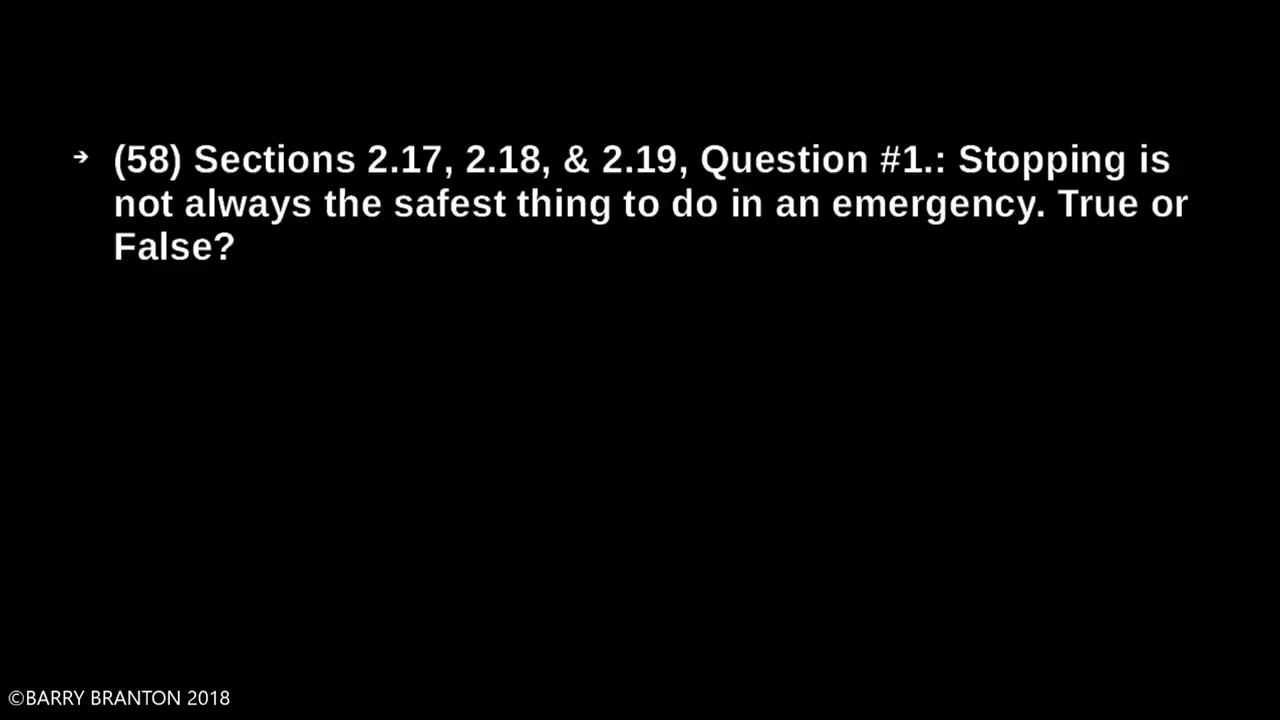 ➔ (58) Sections 2.17, 2.18, & 2.19, Question #1.: Stopping is
not always the safest thing to do in an emergency. True or
False?
©BARRY BRANTON 2018